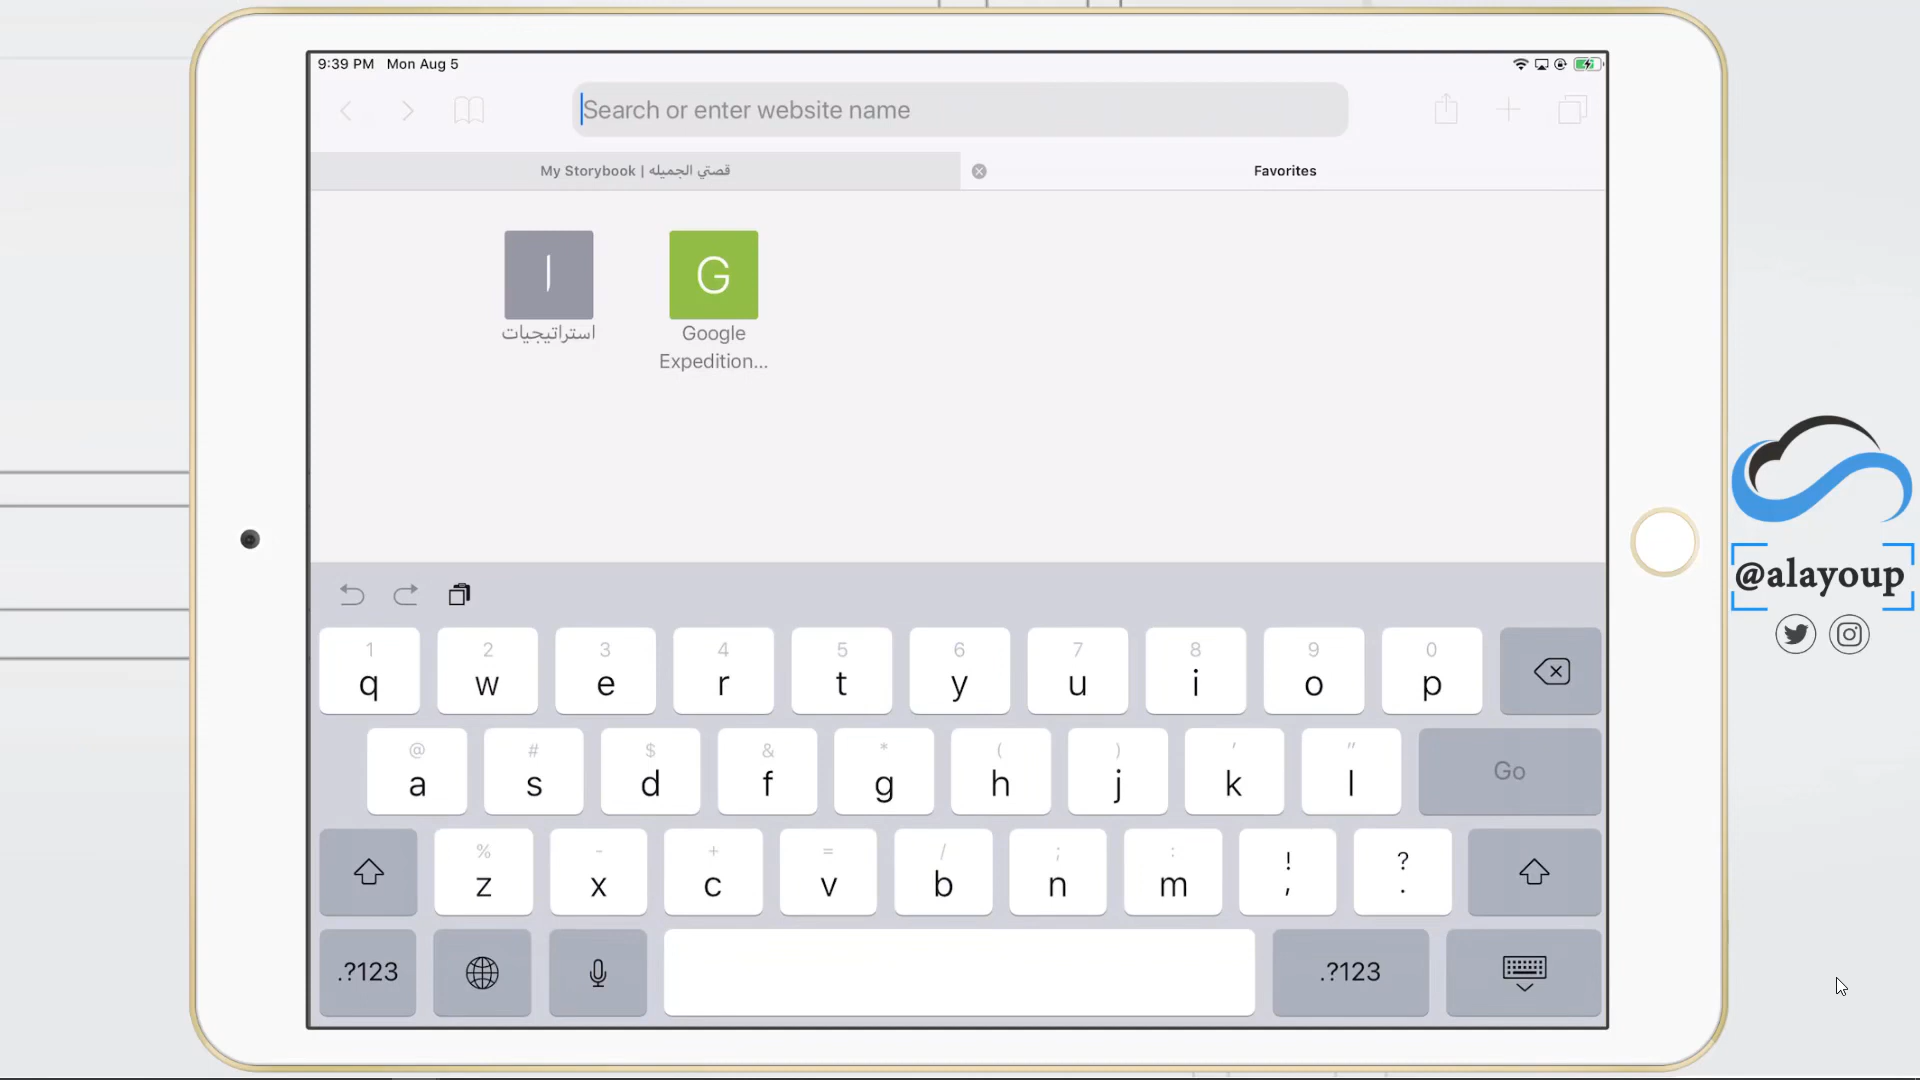 9:39 PM Mon Aug 5
Search or enter website name
My Storybook | قصتي الجميله
Favorites
ا
استراتيجيات
G
Google
Expedition...
@alayoup
1 2 3 4 5 6 7 8 9 0
q w e r t y u i o p
@ # $ & * ( ) ' "
a s d f g h j k l Go
% - + = / ; : ! ?
z x c v b n m , .
.?123 .?123